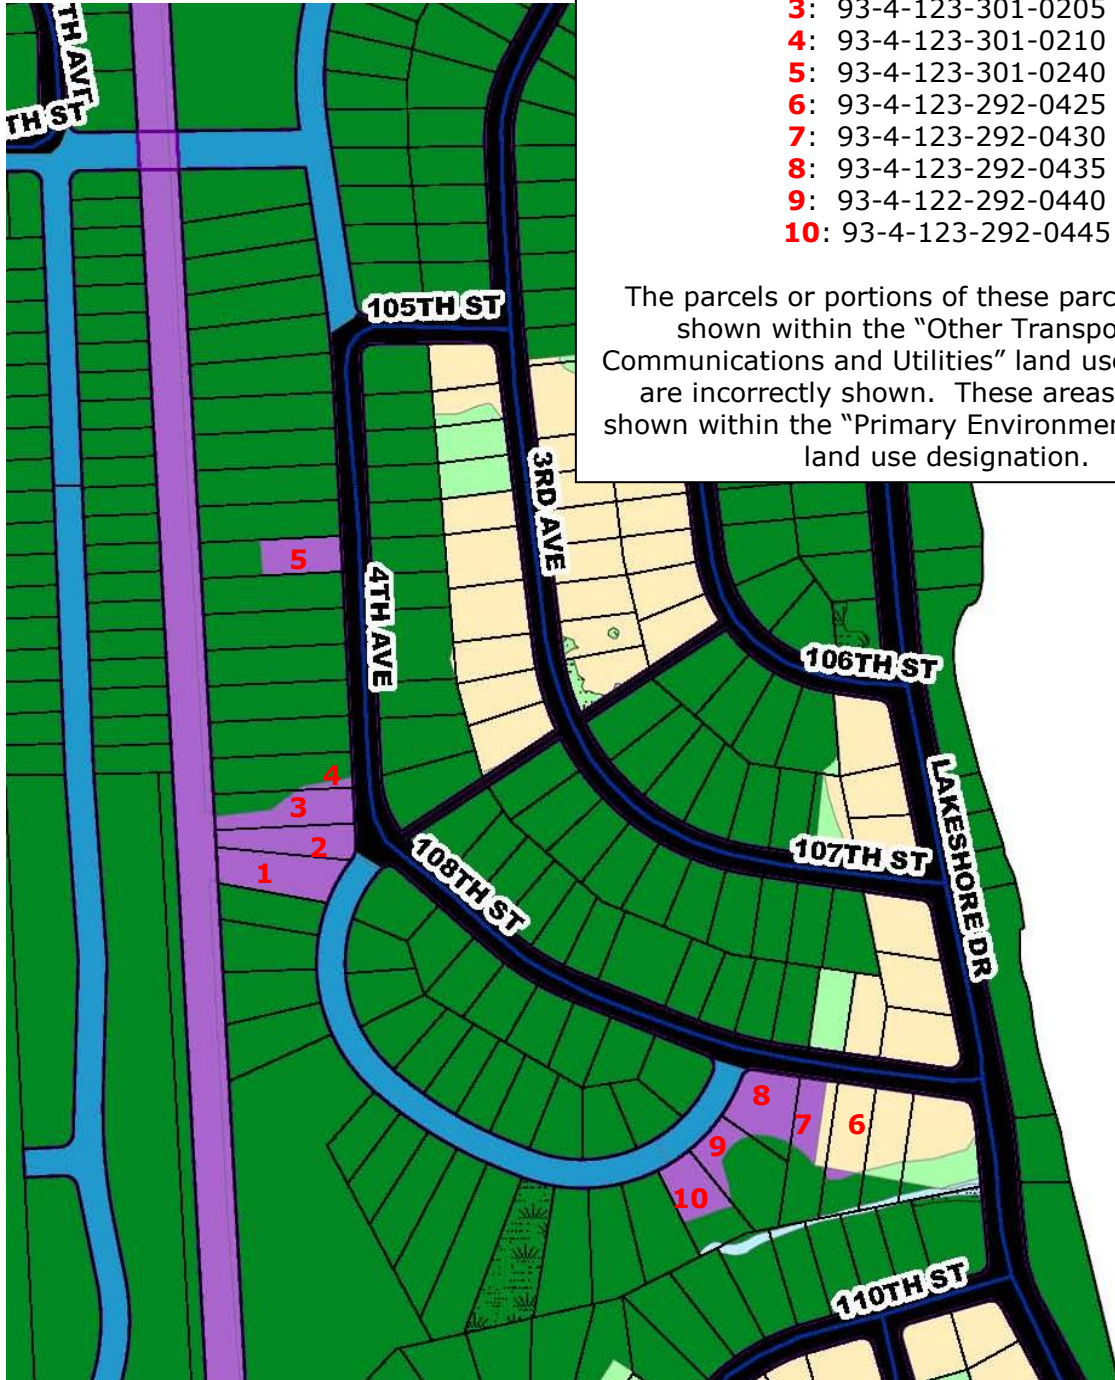 3: 93-4-123-301-0205
4: 93-4-123-301-0210
5: 93-4-123-301-0240
6: 93-4-123-292-0425
7: 93-4-123-292-0430
8: 93-4-123-292-0435
9: 93-4-122-292-0440
10: 93-4-123-292-0445
The parcels or portions of these parc
shown within the “Other Transpo
Communications and Utilities” land use
are incorrectly shown. These areas
shown within the “Primary Environmen
land use designation.
TH AVE
TH ST
105TH ST
3RD AVE
5
4TH AVE
106TH ST
4
3
2
1
LAKESHORE DR
107TH ST
108TH ST
8
7
6
9
10
110TH ST